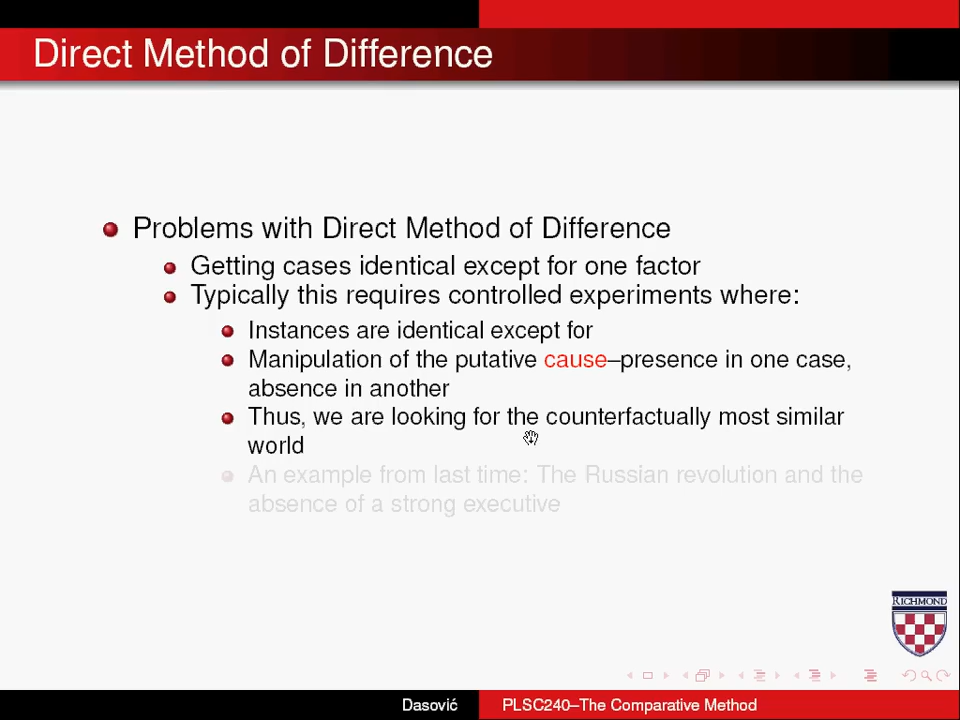 Direct Method of Difference
Problems with Direct Method of Difference
Getting cases identical except for one factor
Typically this requires controlled experiments where:
Instances are identical except for
Manipulation of the putative cause–presence in one case,
absence in another
Thus, we are looking for the counterfactually most similar
world
An example from last time: The Russian revolution and the
absence of a strong executive
RICHMOND
Dasović PLSC240–The Comparative Method